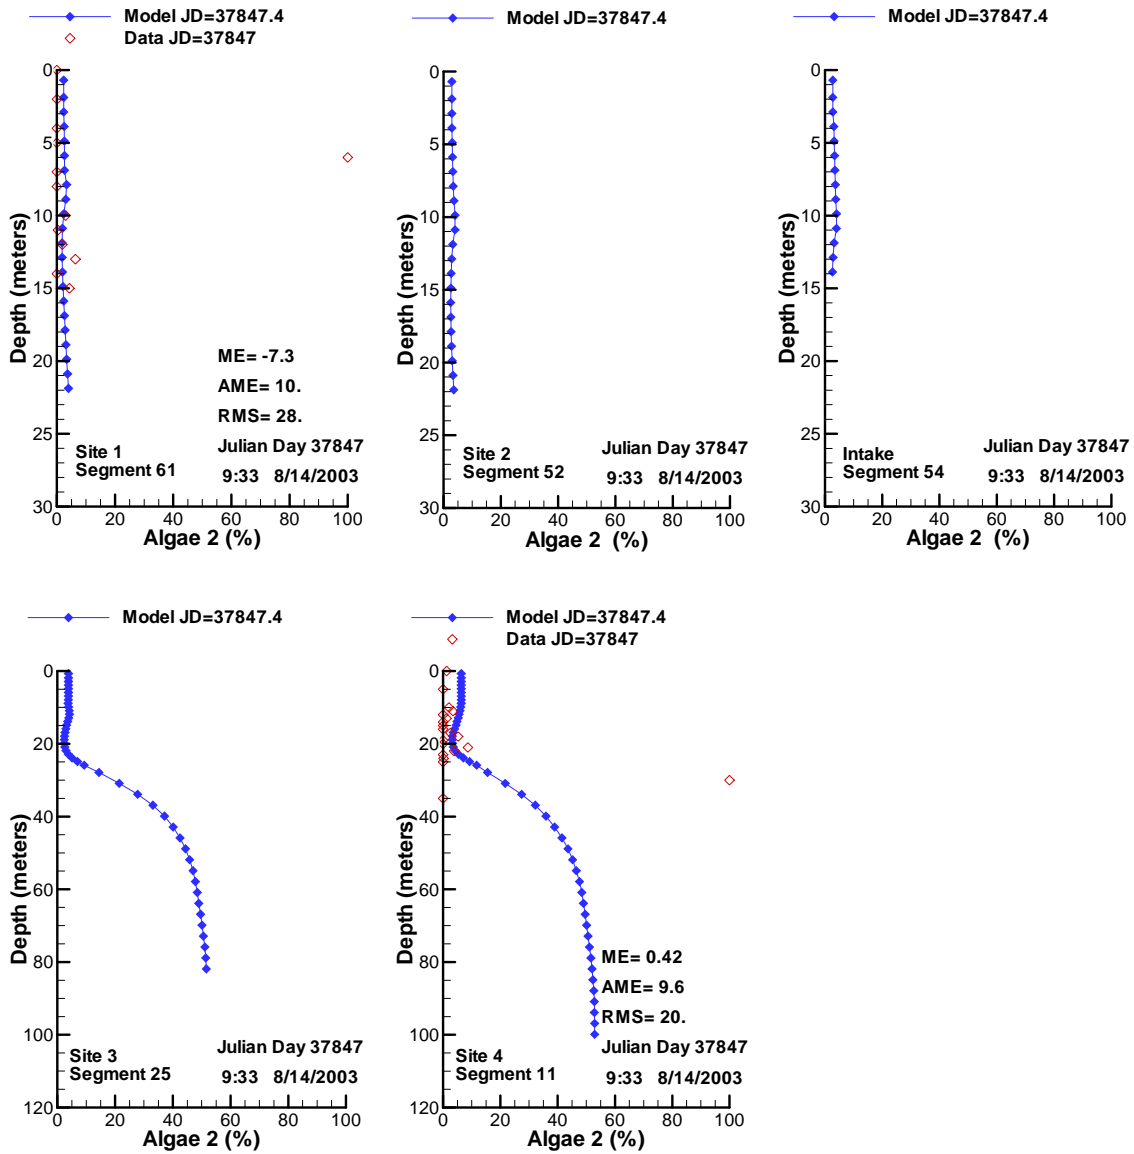 Model JD=37847.4
Data JD=37847
0
5
10
15
20
25
30
Depth (meters)
ME= -7.3
AME= 10.
RMS= 28.
Site 1
Segment 61
Julian Day 37847
9:33 8/14/2003
0 20 40 60 80 100
Algae 2 (%)
Model JD=37847.4
0
5
10
15
20
25
30
Depth (meters)
Site 2
Segment 52
Julian Day 37847
9:33 8/14/2003
0 20 40 60 80 100
Algae 2 (%)
Model JD=37847.4
0
5
10
15
20
25
30
Depth (meters)
Intake
Segment 54
Julian Day 37847
9:33 8/14/2003
0 20 40 60 80 100
Algae 2 (%)
Model JD=37847.4
0
20
40
60
80
100
120
Depth (meters)
Site 3
Segment 25
Julian Day 37847
9:33 8/14/2003
0 20 40 60 80 100
Algae 2 (%)
Model JD=37847.4
Data JD=37847
0
20
40
60
80
100
120
Depth (meters)
ME= 0.42
AME= 9.6
RMS= 20.
Site 4
Segment 11
Julian Day 37847
9:33 8/14/2003
0 20 40 60 80 100
Algae 2 (%)